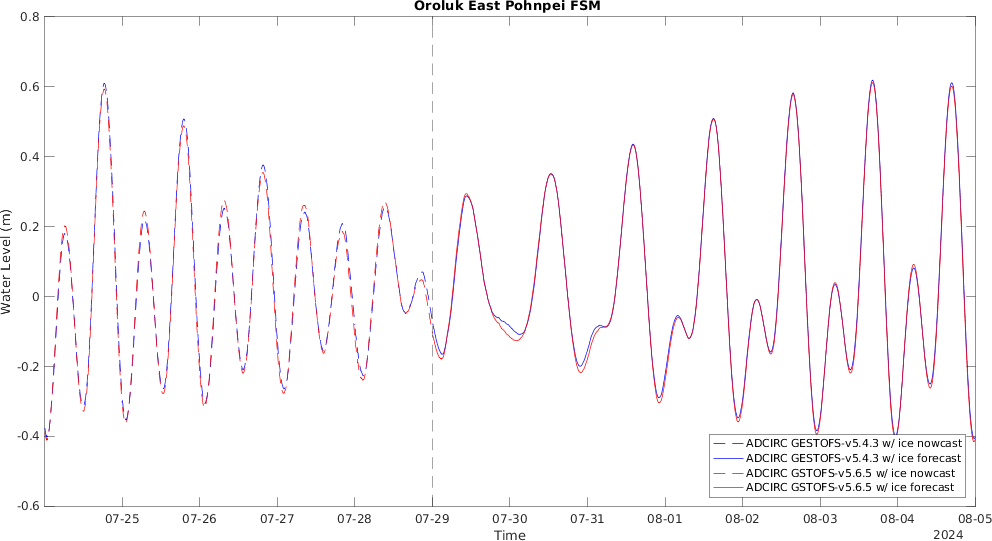 Oroluk East Pohnpei FSM
0.8
0.6
0.4
0.2
0
-0.2
-0.4
-0.6
Water Level (m)
ADCIRC GESTOFS-v5.4.3 w/ ice nowcast
ADCIRC GESTOFS-v5.4.3 w/ ice forecast
ADCIRC GSTOFS-v5.6.5 w/ ice nowcast
ADCIRC GSTOFS-v5.6.5 w/ ice forecast
07-25 07-26 07-27 07-28 07-29 07-30 07-31 08-01 08-02 08-03 08-04 08-05
Time
2024